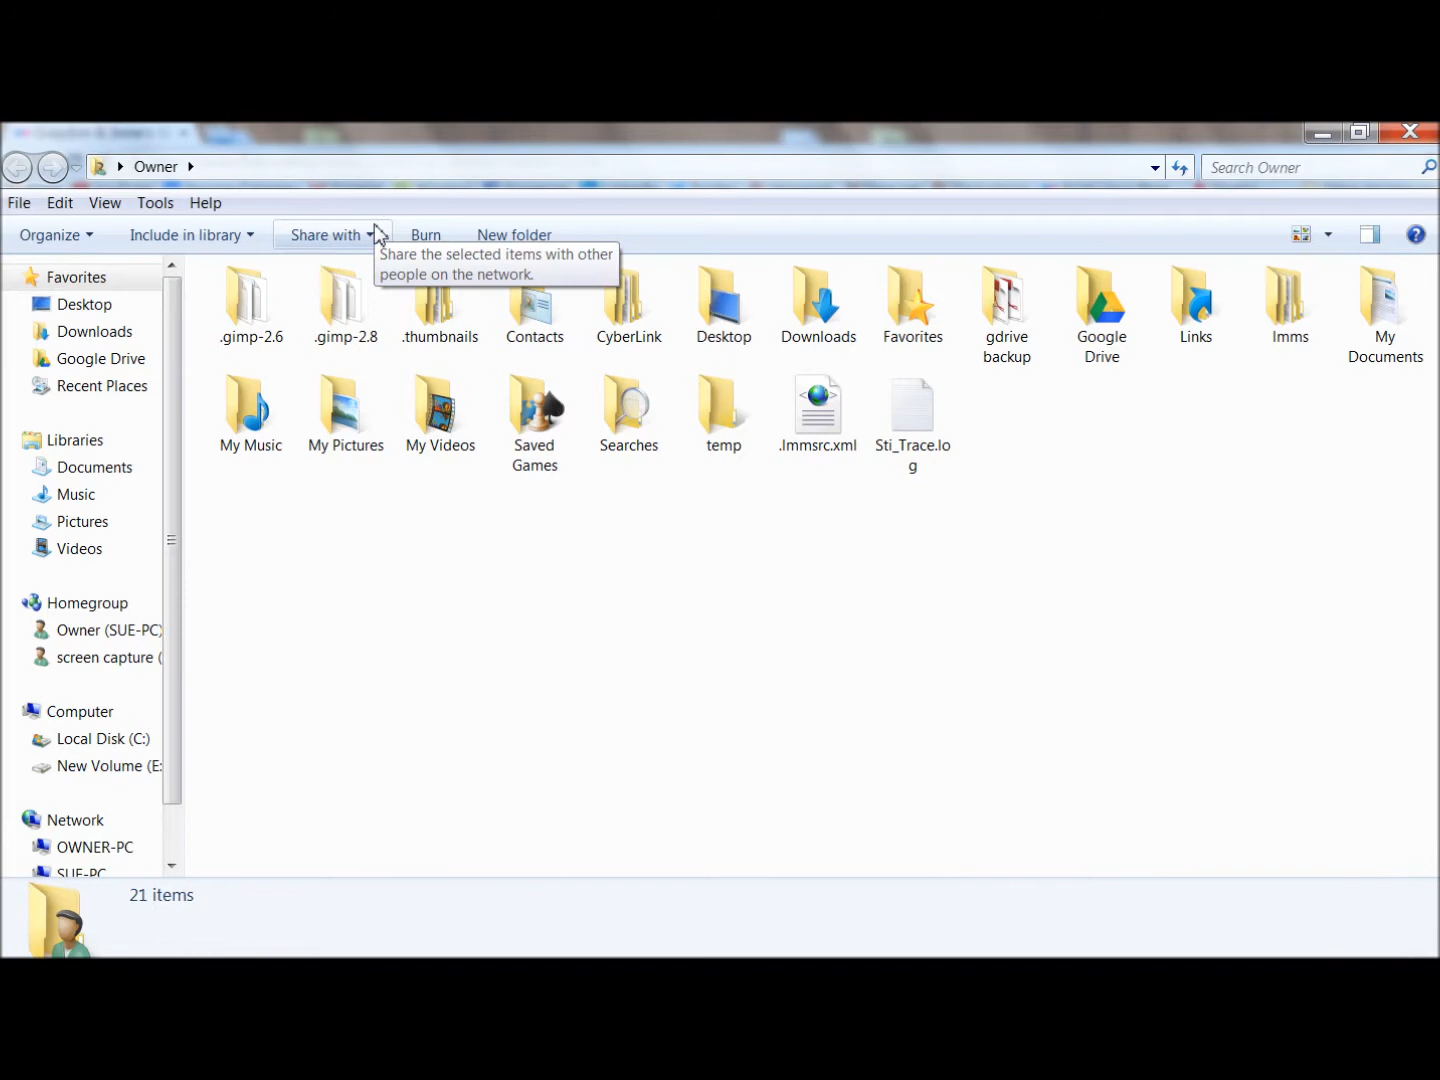 Owner
Search Owner
File Edit View Tools Help
Organize Include in library Share with Burn New folder
Share the selected items with other
people on the network.
Favorites
Desktop
Downloads
Google Drive
Recent Places
Libraries
Documents
Music
Pictures
Videos
Homegroup
Owner (SUE-PC)
screen capture (
Computer
Local Disk (C:)
New Volume (E:
Network
OWNER-PC
SUE-PC
.gimp-2.6 .gimp-2.8 .thumbnails Contacts CyberLink Desktop Downloads Favorites gdrive
backup
Google
Drive
Links lmms My
Documents
My Music My Pictures My Videos Saved
Games
Searches temp .lmmsrc.xml Sti_Trace.lo
g
21 items